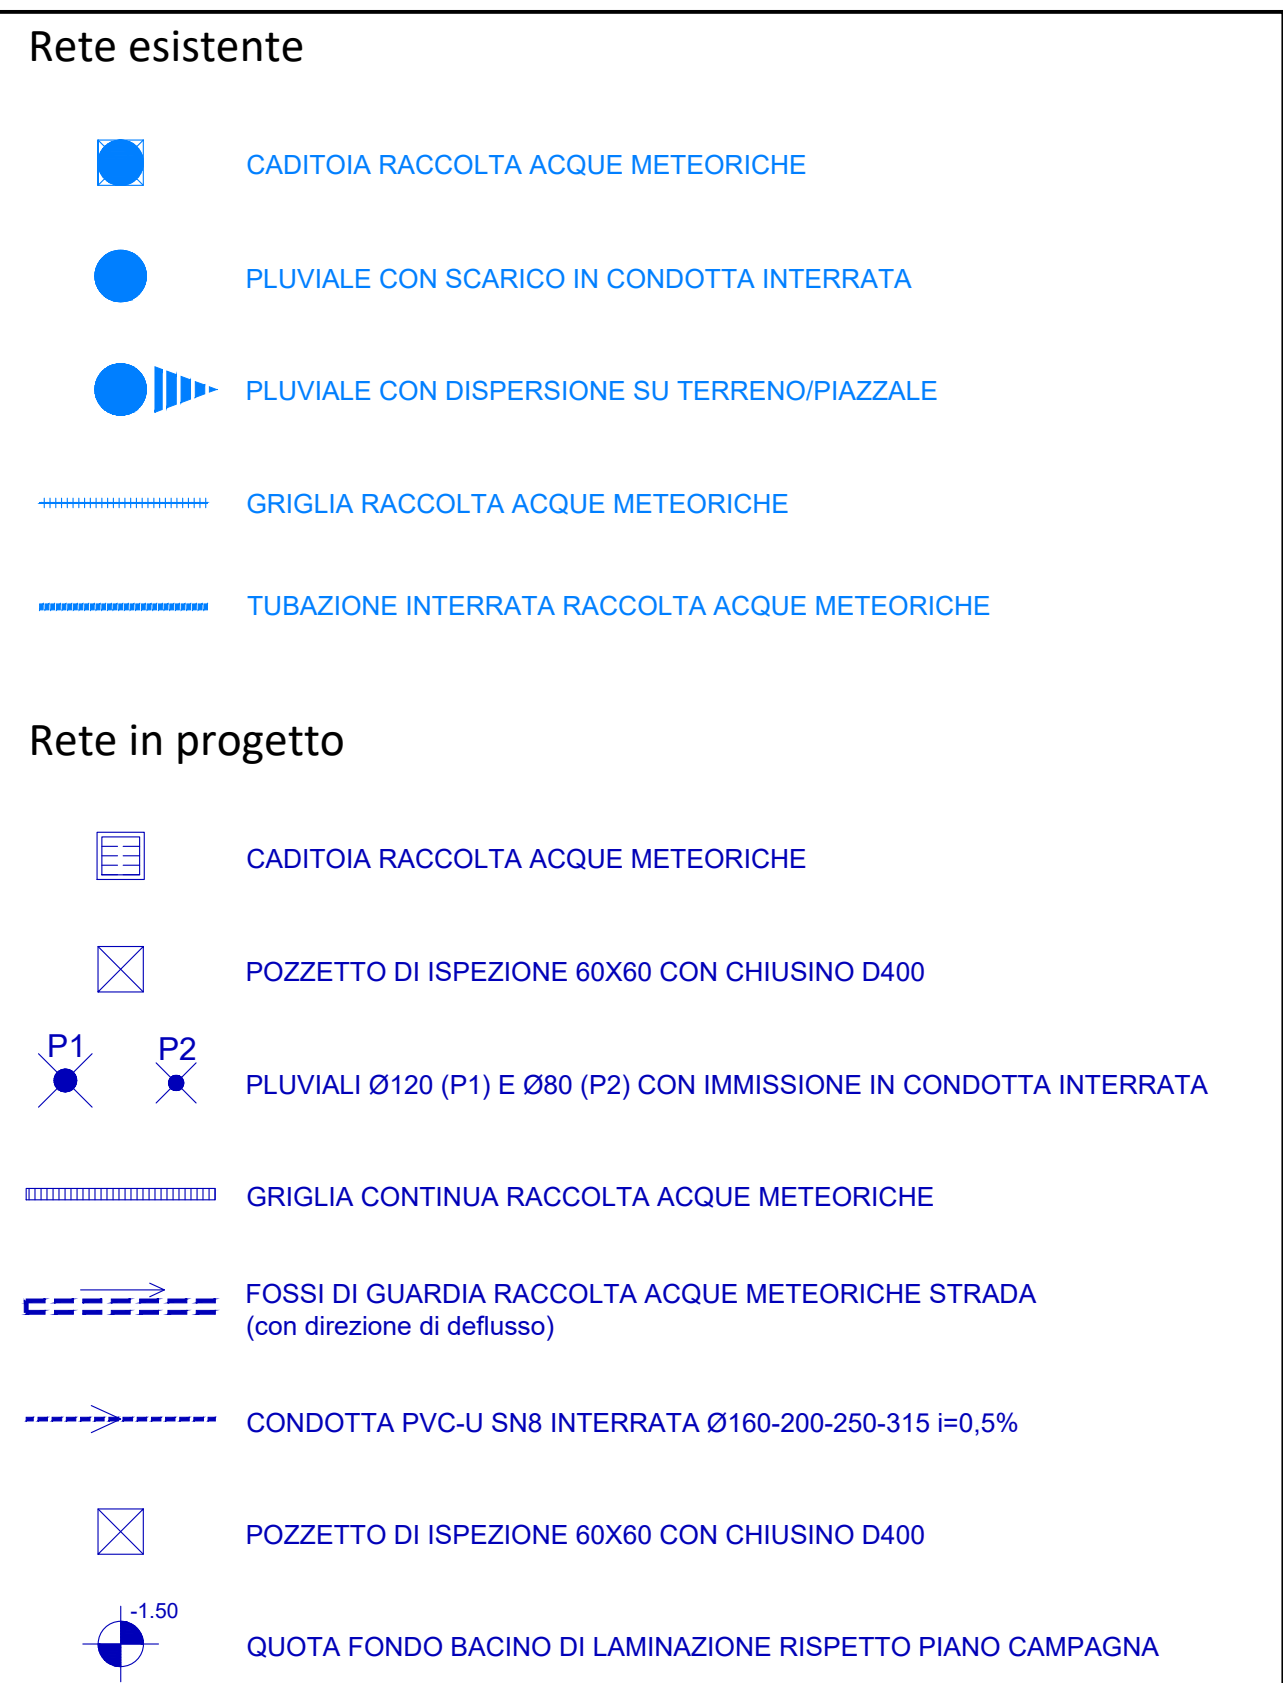 Rete esistente
CADITOIA RACCOLTA ACQUE METEORICHE
PLUVIALE CON SCARICO IN CONDOTTA INTERRATA
PLUVIALE CON DISPERSIONE SU TERRENO/PIAZZALE
GRIGLIA RACCOLTA ACQUE METEORICHE
TUBAZIONE INTERRATA RACCOLTA ACQUE METEORICHE
Rete in progetto
CADITOIA RACCOLTA ACQUE METEORICHE
POZZETTO DI ISPEZIONE 60X60 CON CHIUSINO D400
P1 P2
PLUVIALI Ø120 (P1) E Ø80 (P2) CON IMMISSIONE IN CONDOTTA INTERRATA
GRIGLIA CONTINUA RACCOLTA ACQUE METEORICHE
FOSSI DI GUARDIA RACCOLTA ACQUE METEORICHE STRADA
(con direzione di deflusso)
CONDOTTA PVC-U SN8 INTERRATA Ø160-200-250-315 i=0,5%
POZZETTO DI ISPEZIONE 60X60 CON CHIUSINO D400
-1.50
QUOTA FONDO BACINO DI LAMINAZIONE RISPETTO PIANO CAMPAGNA